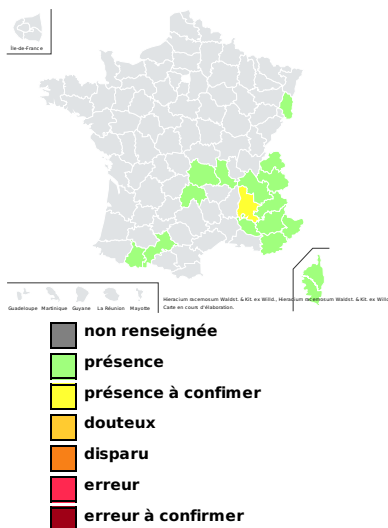 Île-de-France
Guadeloupe Martinique Guyane La Réunion Mayotte
Hieracium racemosum Waldst. & Kit. ex Willd., Hieracium racemosum Waldst. & Kit. ex Willd
Carte en cours d'élaboration.
non renseignée
présence
présence à confimer
douteux
disparu
erreur
erreur à confirmer